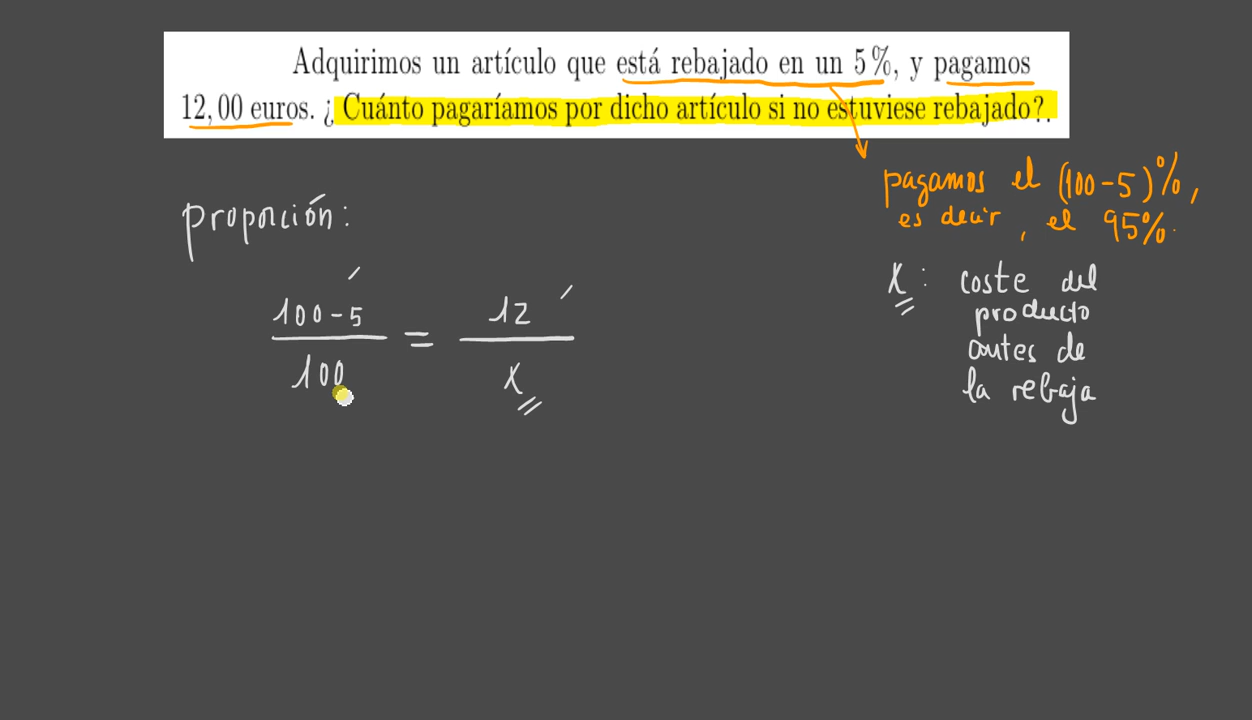 Adquirimos un artículo que está rebajado en un 5%, y pagamos
12,00 euros. ¿ Cuánto pagaríamos por dicho artículo si no estuviese rebajado?.
pagamos el (100-5)%,
es decir, el 95%.
proporción:
x: coste del
producto
antes de
la rebaja
100-5
100
=
12
x